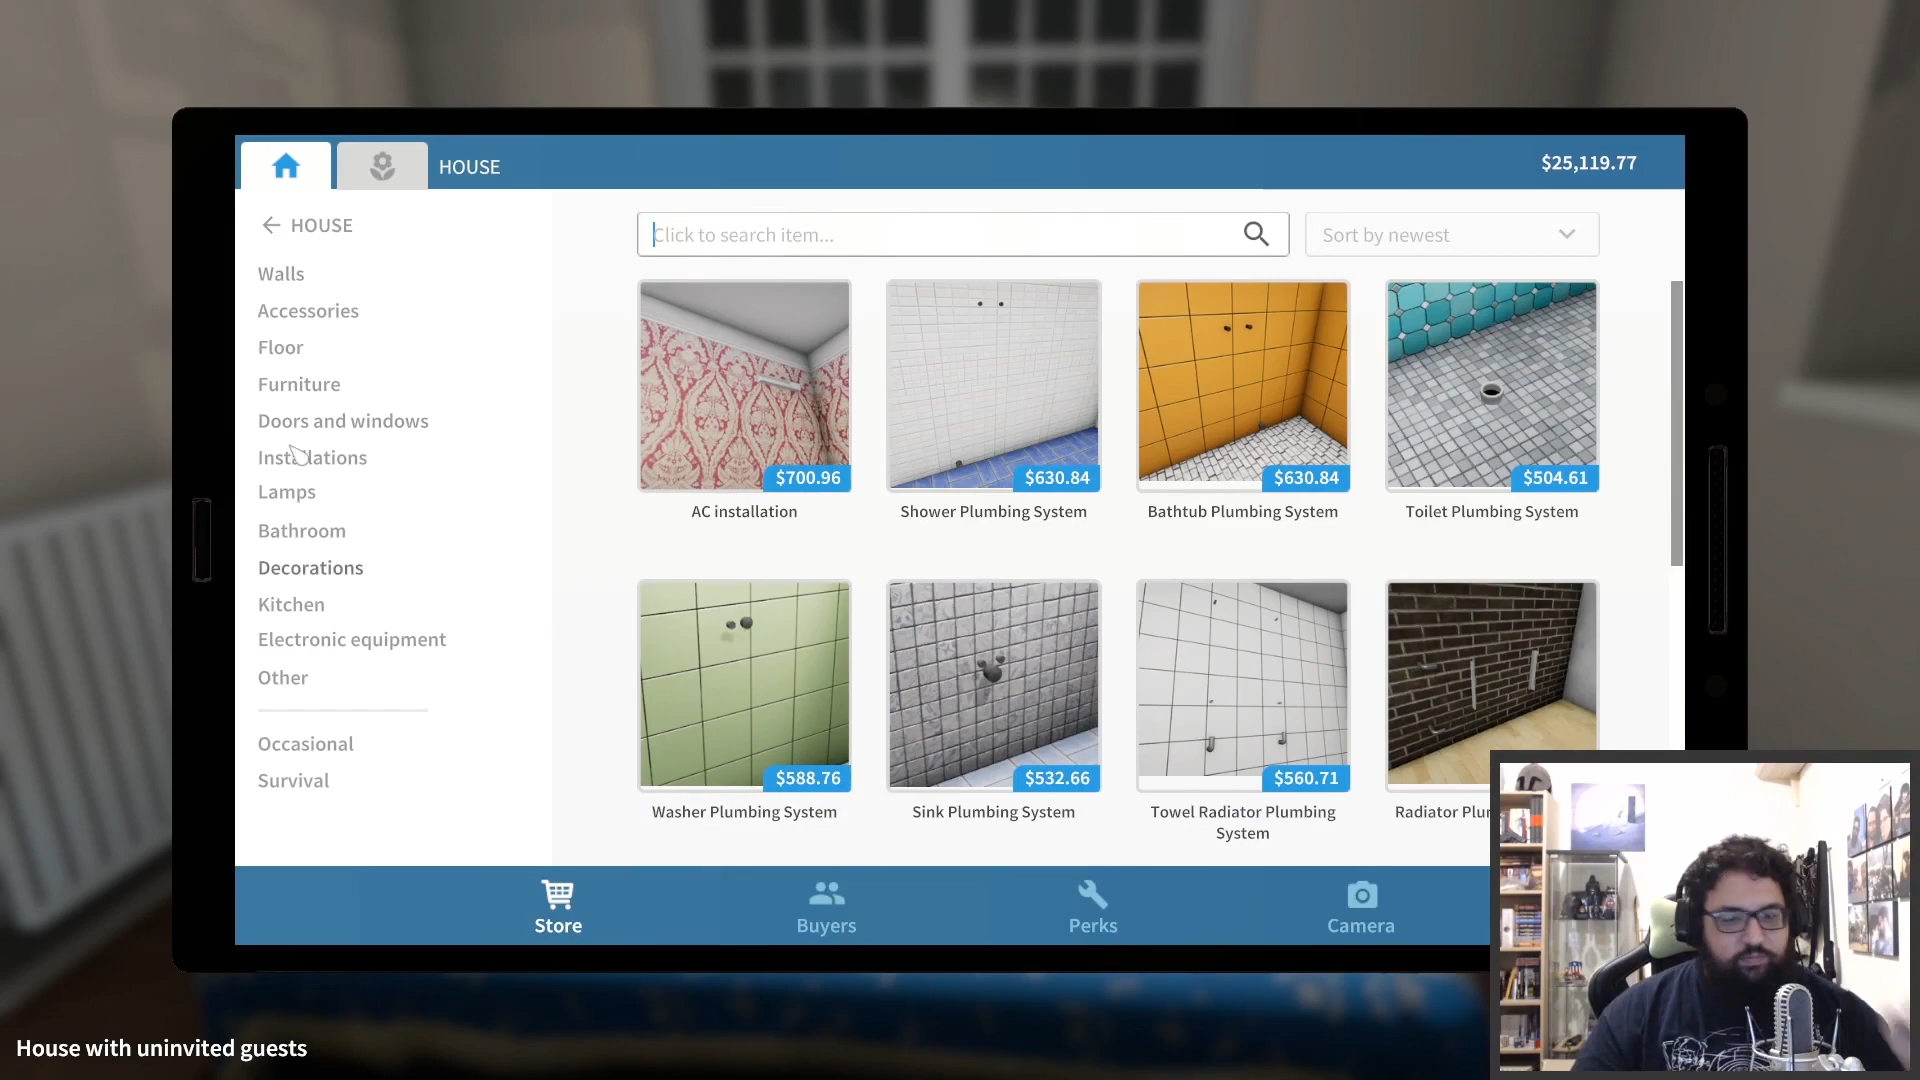 HOUSE
$25,119.77
HOUSE
Click to search item...
Sort by newest
Walls
Accessories
Floor
Furniture
Doors and windows
Installations
Lamps
Bathroom
Decorations
Kitchen
Electronic equipment
Other
Occasional
Survival
$700.96
$630.84
$630.84
$504.61
AC installation
Shower Plumbing System
Bathtub Plumbing System
Toilet Plumbing System
$588.76
$532.66
$560.71
Washer Plumbing System
Sink Plumbing System
Towel Radiator Plumbing
System
Radiator
Store
Buyers
Perks
Camera
House with uninvited guests